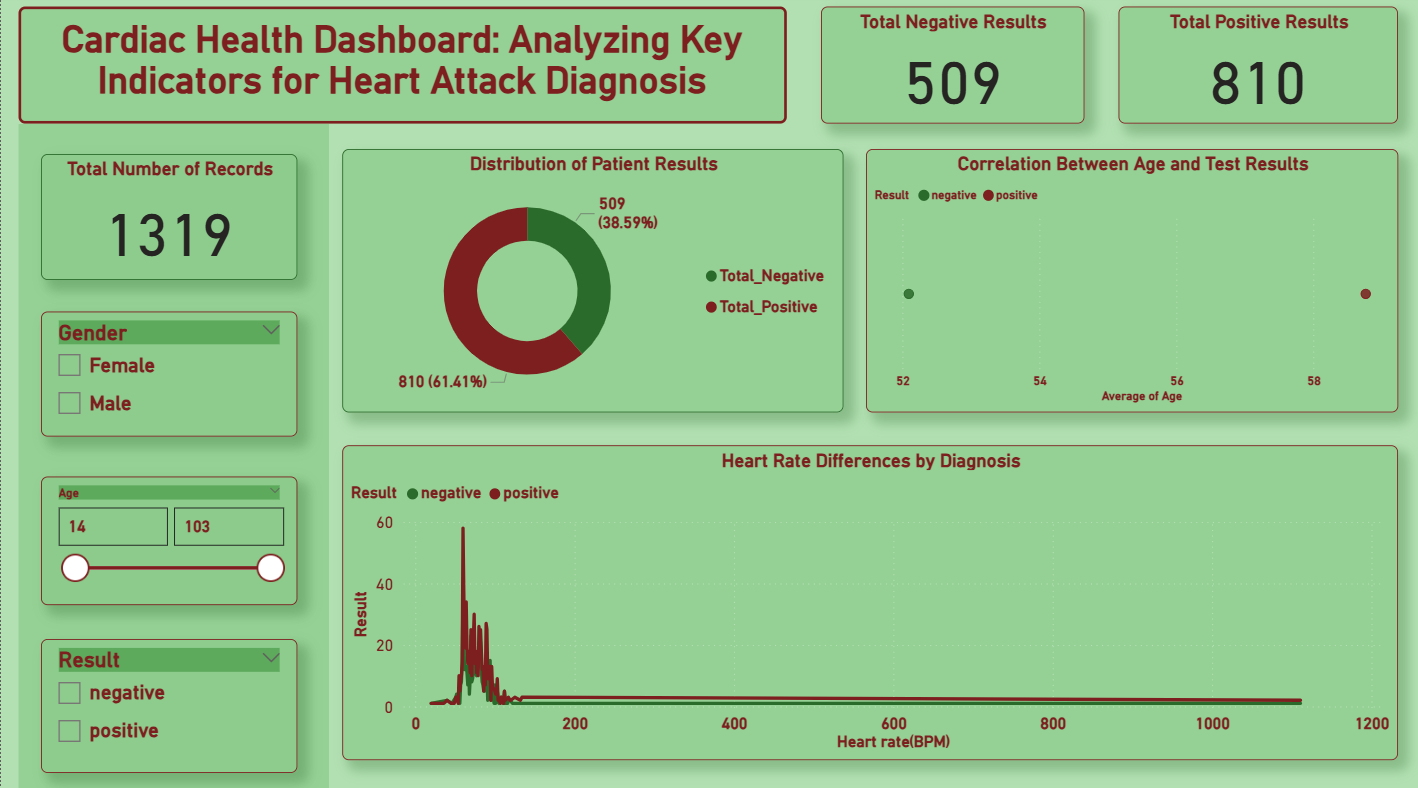 Cardiac Health Dashboard: Analyzing Key
Indicators for Heart Attack Diagnosis
Total Negative Results
509
Total Positive Results
810
Total Number of Records
1319
Gender
Female
Male
Age
14
103
Result
negative
positive
Distribution of Patient Results
509
(38.59%)
810 (61.41%)
Total_Negative
Total_Positive
Correlation Between Age and Test Results
Result negative positive
52 54 56 58
Average of Age
Heart Rate Differences by Diagnosis
Result negative positive
Result
60
40
20
0
0 200 400 600 800 1000 1200
Heart rate(BPM)